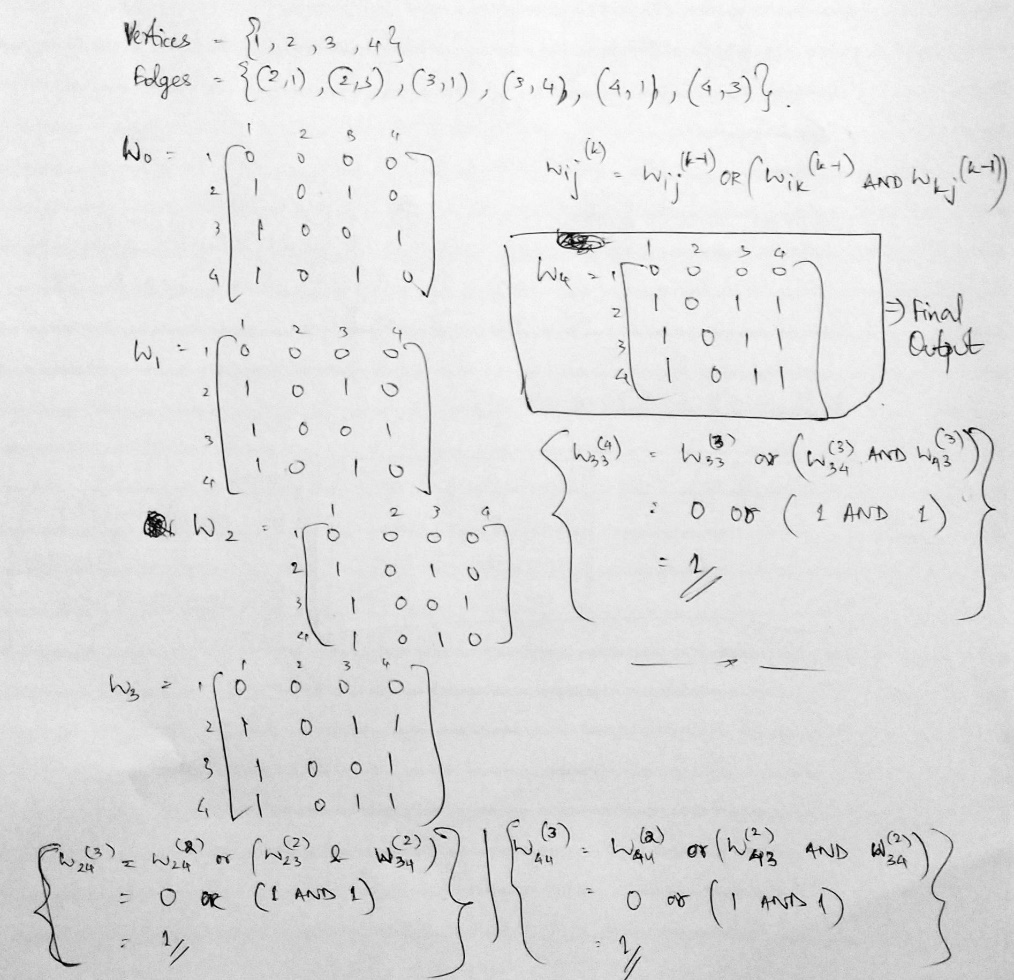 Vertices = {1, 2, 3, 4}
Edges = {(2,1), (2,3), (3,1), (3,4), (4,1), (4,3)}.
1 2 3 4
W0 = 1 0 0 0 0
2 1 0 1 0
3 1 0 0 1
4 1 0 1 0
1 2 3 4
W1 = 1 0 0 0 0
2 1 0 1 0
3 1 0 0 1
4 1 0 1 0
1 2 3 4
W2 = 1 0 0 0 0
2 1 0 1 0
3 1 0 0 1
4 1 0 1 0
1 2 3 4
W3 = 1 0 0 0 0
2 1 0 1 1
3 1 0 0 1
4 1 0 1 1
Wij(k) = Wij(k-1) OR (Wik(k-1) AND Wkj(k-1))
1 2 3 4
W4 = 1 0 0 0 0
2 1 0 1 1
3 1 0 1 1
4 1 0 1 1
⇒ Final
Output
W33(4) = W33(3) or (W34(3) AND W43(3))
= 0 or (1 AND 1)
= 1
W24(3) = W24(2) or (W23(2) & W34(2))
= 0 or (1 AND 1)
= 1
W44(3) = W44(2) or (W43(2) AND W34(2))
= 0 or (1 AND 1)
= 1